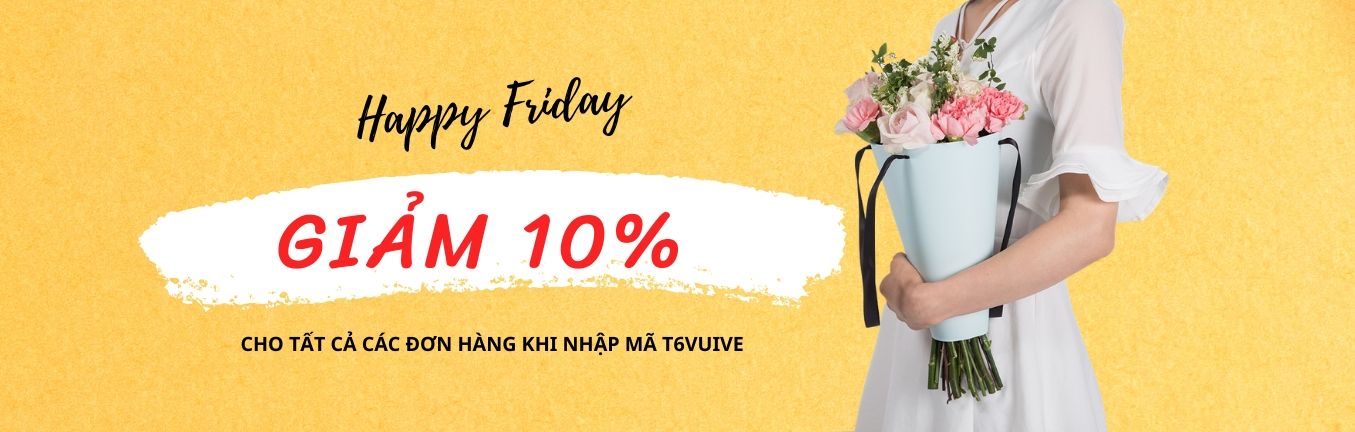 Happy Friday
GIẢM 10%
CHO TẤT CẢ CÁC ĐƠN HÀNG KHI NHẬP MÃ T6VUIVE